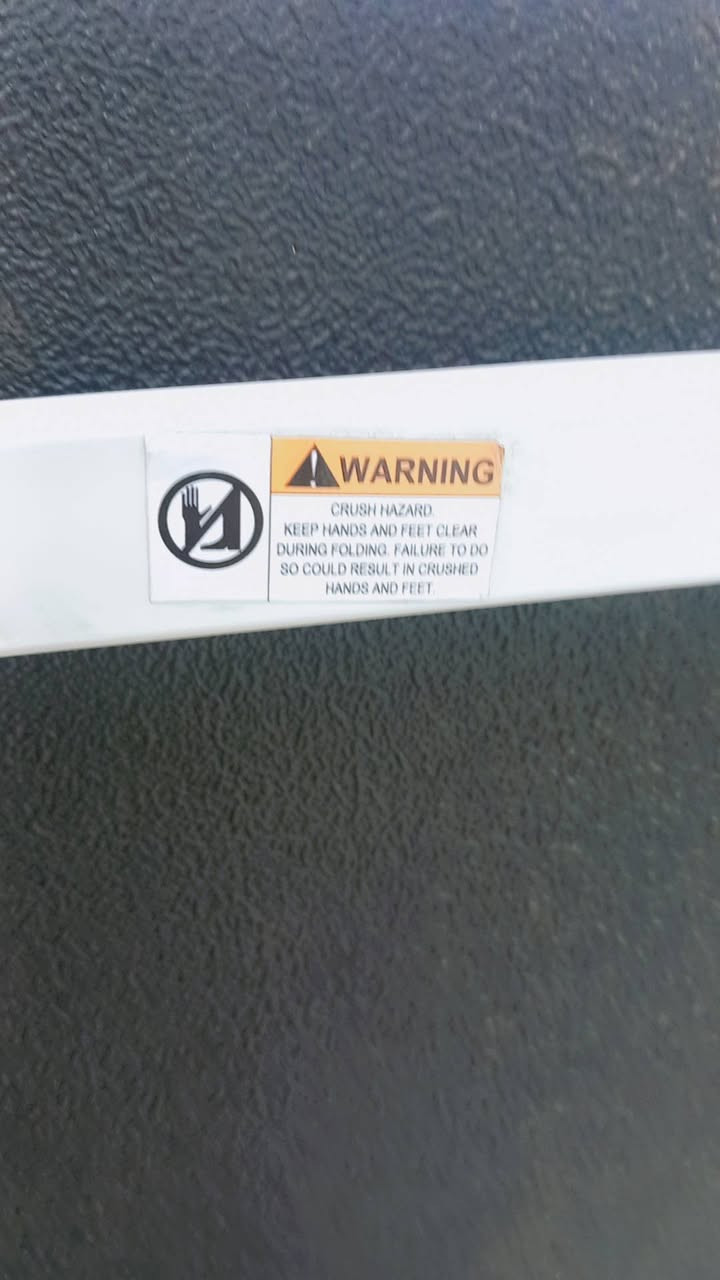 WARNING
CRUSH HAZARD.
KEEP HANDS AND FEET CLEAR
DURING FOLDING. FAILURE TO DO
SO COULD RESULT IN CRUSHED
HANDS AND FEET.